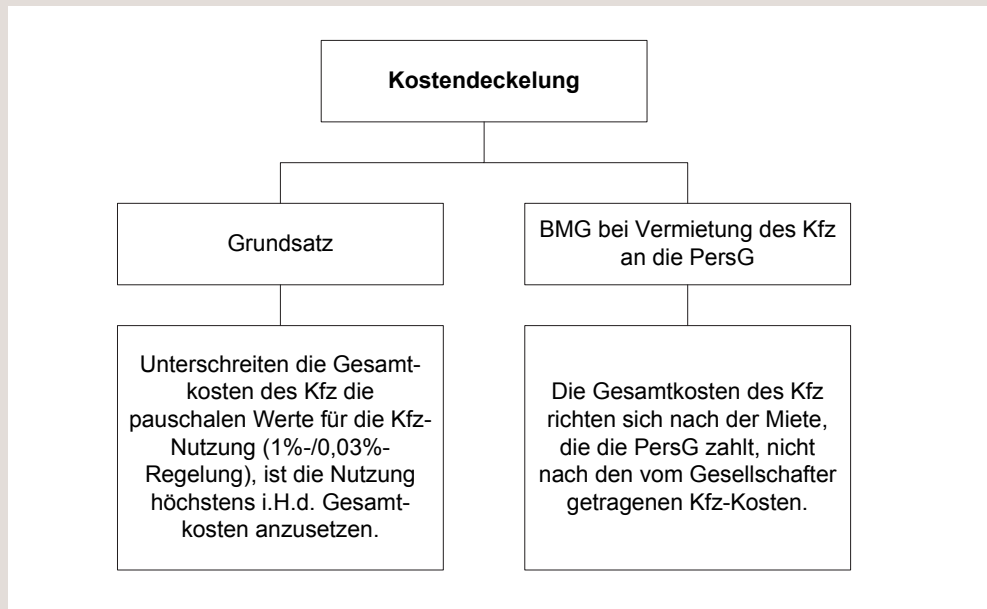 Kostendeckelung
Grundsatz
BMG bei Vermietung des Kfz
an die PersG
Unterschreiten die Gesamt-
kosten des Kfz die
pauschalen Werte für die Kfz-
Nutzung (1%-/0,03%-
Regelung), ist die Nutzung
höchstens i.H.d. Gesamt-
kosten anzusetzen.
Die Gesamtkosten des Kfz
richten sich nach der Miete,
die die PersG zahlt, nicht
nach den vom Gesellschafter
getragenen Kfz-Kosten.